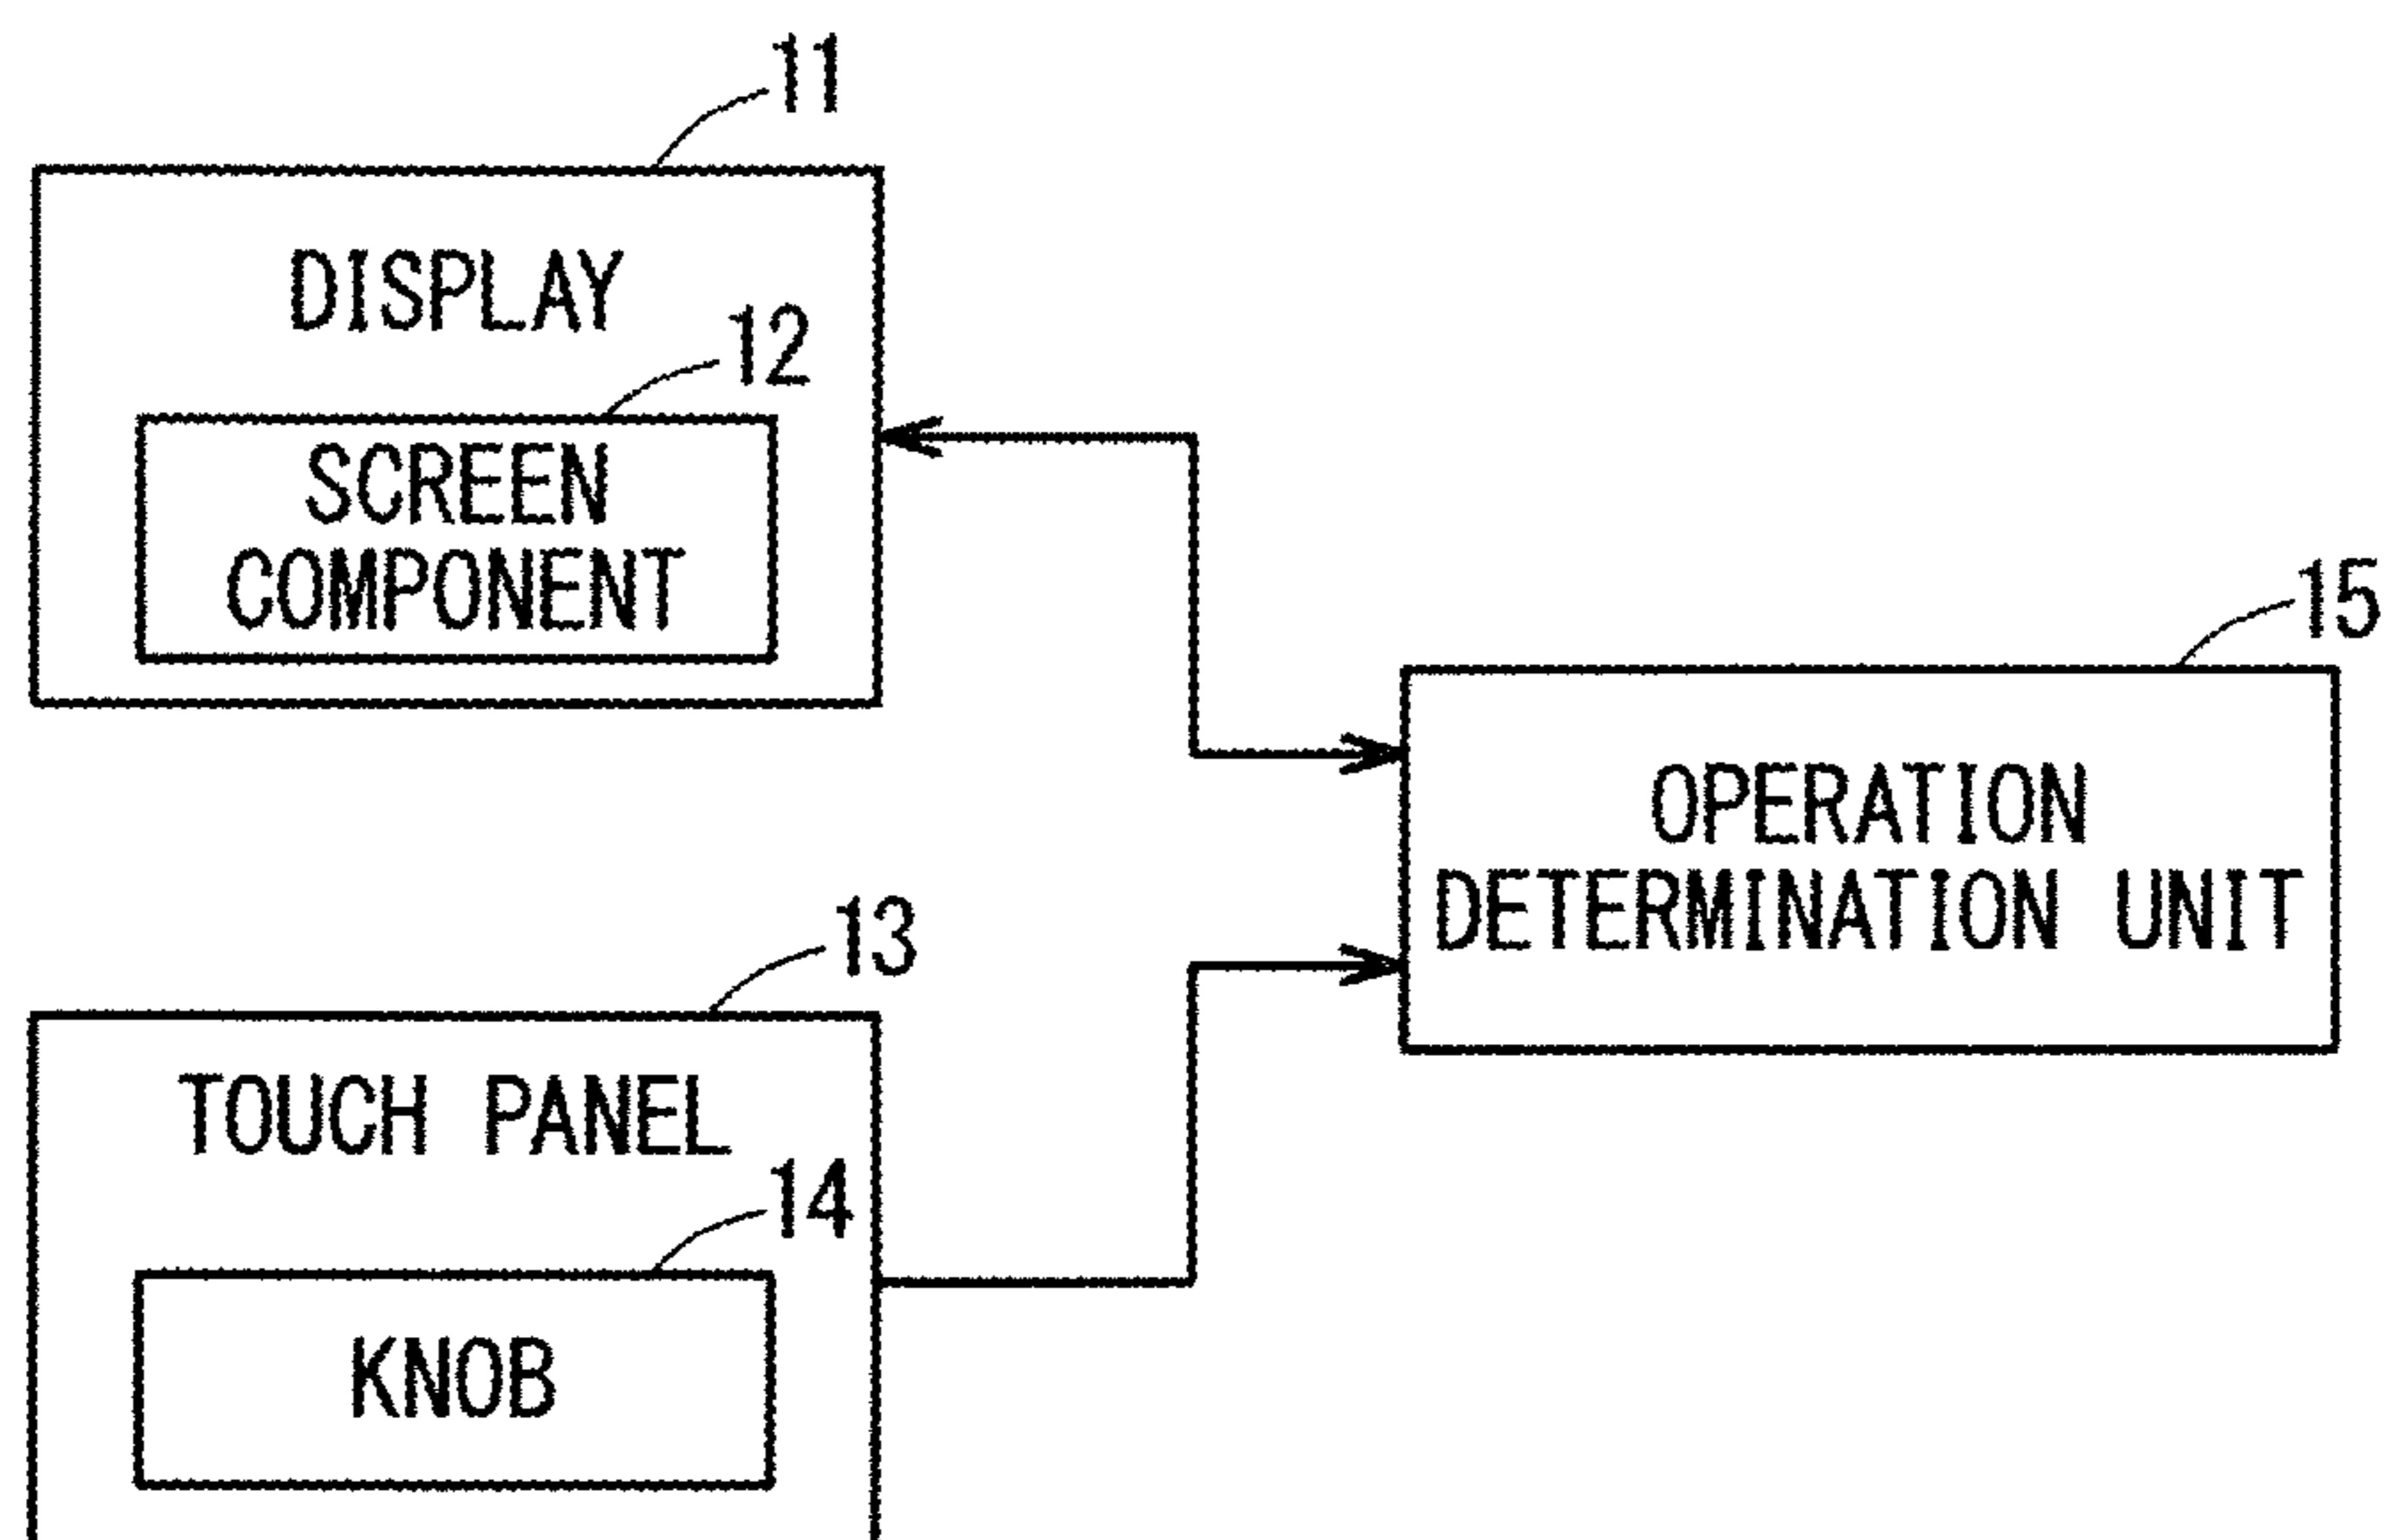 11
DISPLAY
12
SCREEN
COMPONENT
15
OPERATION
DETERMINATION UNIT
13
TOUCH PANEL
14
KNOB